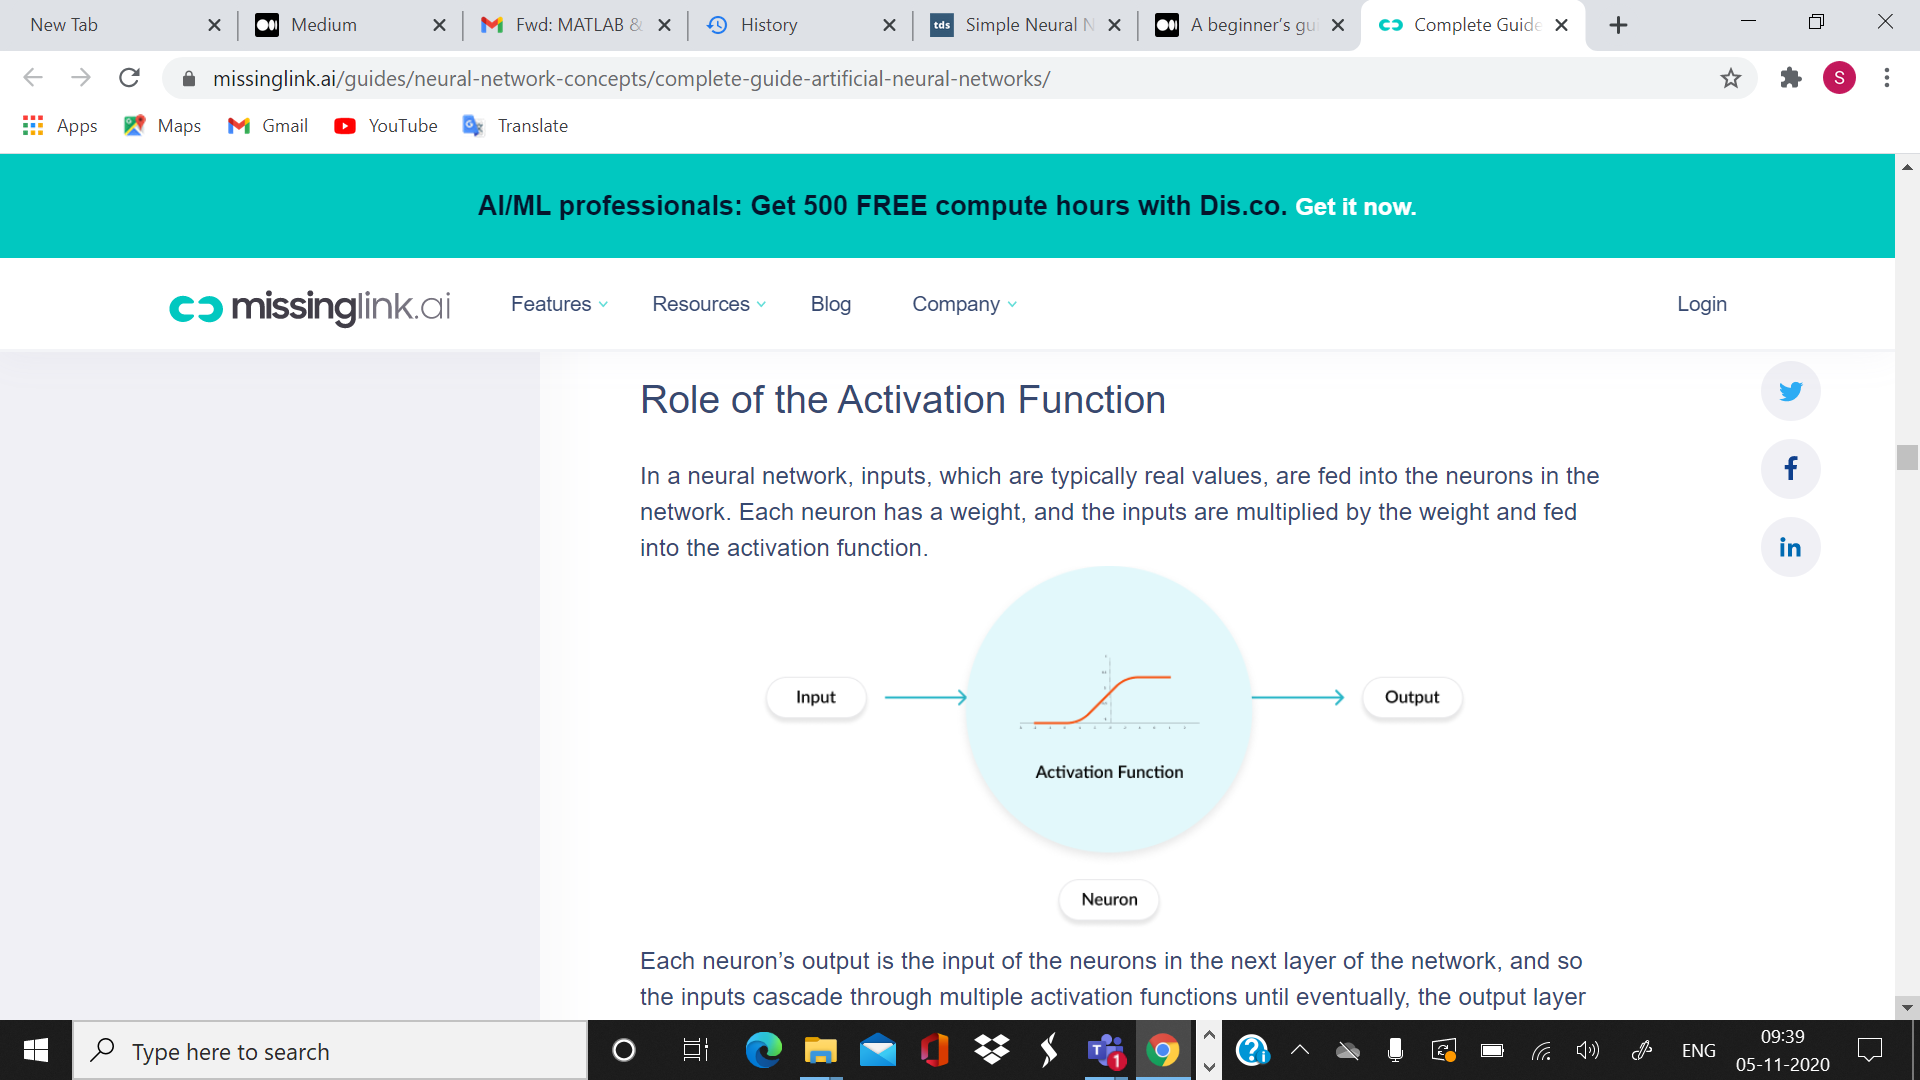 New Tab
Medium
Fwd: MATLAB &
History
tds
Simple Neural N
A beginner's gui
Complete Guide
missinglink.ai/guides/neural-network-concepts/complete-guide-artificial-neural-networks/
S
Apps
Maps
Gmail
YouTube
Translate
AI/ML professionals: Get 500 FREE compute hours with Dis.co. Get it now.
missinglink.ai
Features
Resources
Blog
Company
Login
Role of the Activation Function
In a neural network, inputs, which are typically real values, are fed into the neurons in the
network. Each neuron has a weight, and the inputs are multiplied by the weight and fed
into the activation function.
Input
Output
Activation Function
Neuron
Each neuron’s output is the input of the neurons in the next layer of the network, and so
the inputs cascade through multiple activation functions until eventually, the output layer
Type here to search
1
ENG
09:39
05-11-2020